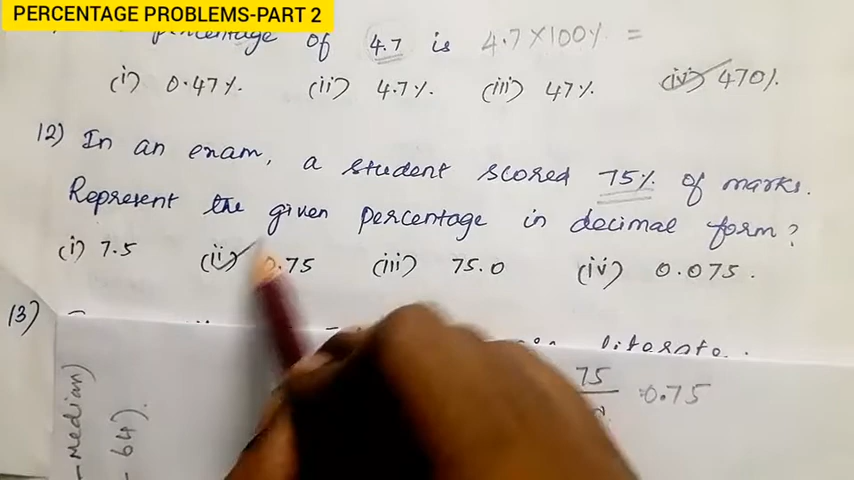 PERCENTAGE PROBLEMS-PART 2
percentage of 4.7 is 4.7×100% =
(i) 0.47%. (ii) 4.7%. (iii) 47%. (iv) 470%.
12) In an exam, a student scored 75% of marks.
Represent the given percentage in decimal form?
(i) 7.5 (ii) 0.75 (iii) 75.0 (iv) 0.075.
13) literate.
75 0.75
- Median)
- 64).